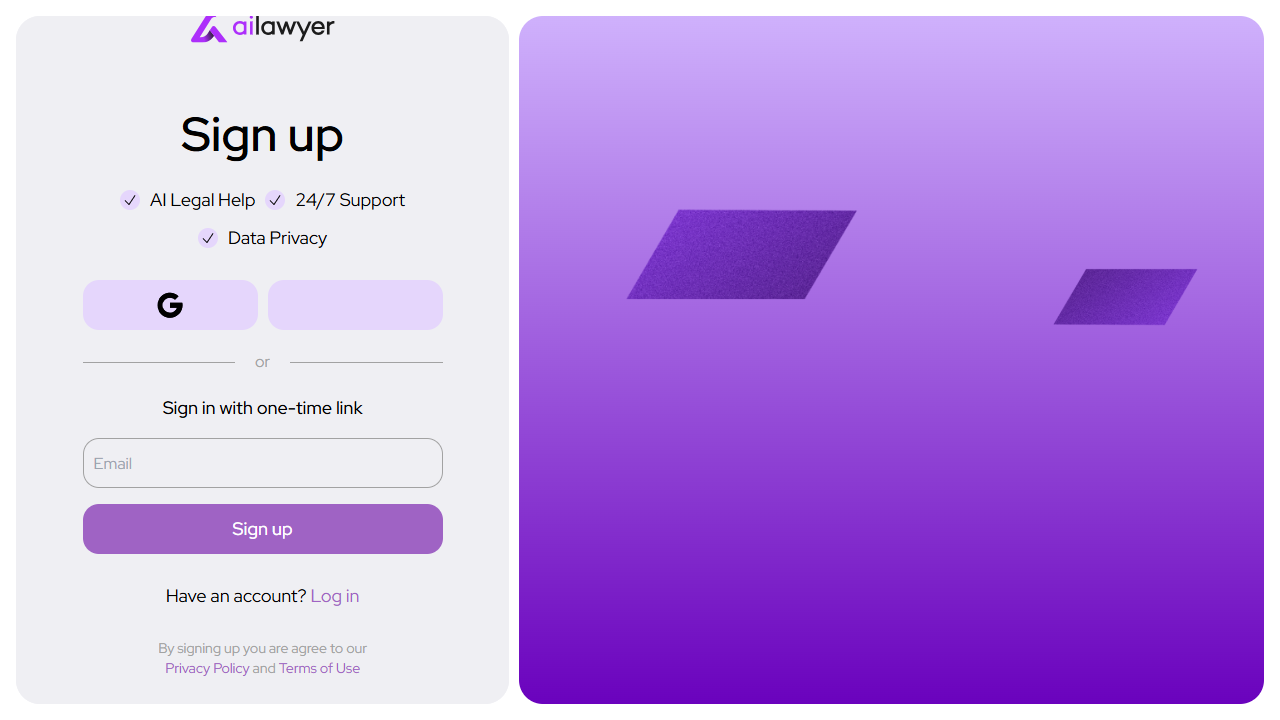 ailawyer
Sign up
AI Legal Help 24/7 Support
Data Privacy
or
Sign in with one-time link
Email
Sign up
Have an account? Log in
By signing up you are agree to our
Privacy Policy and Terms of Use